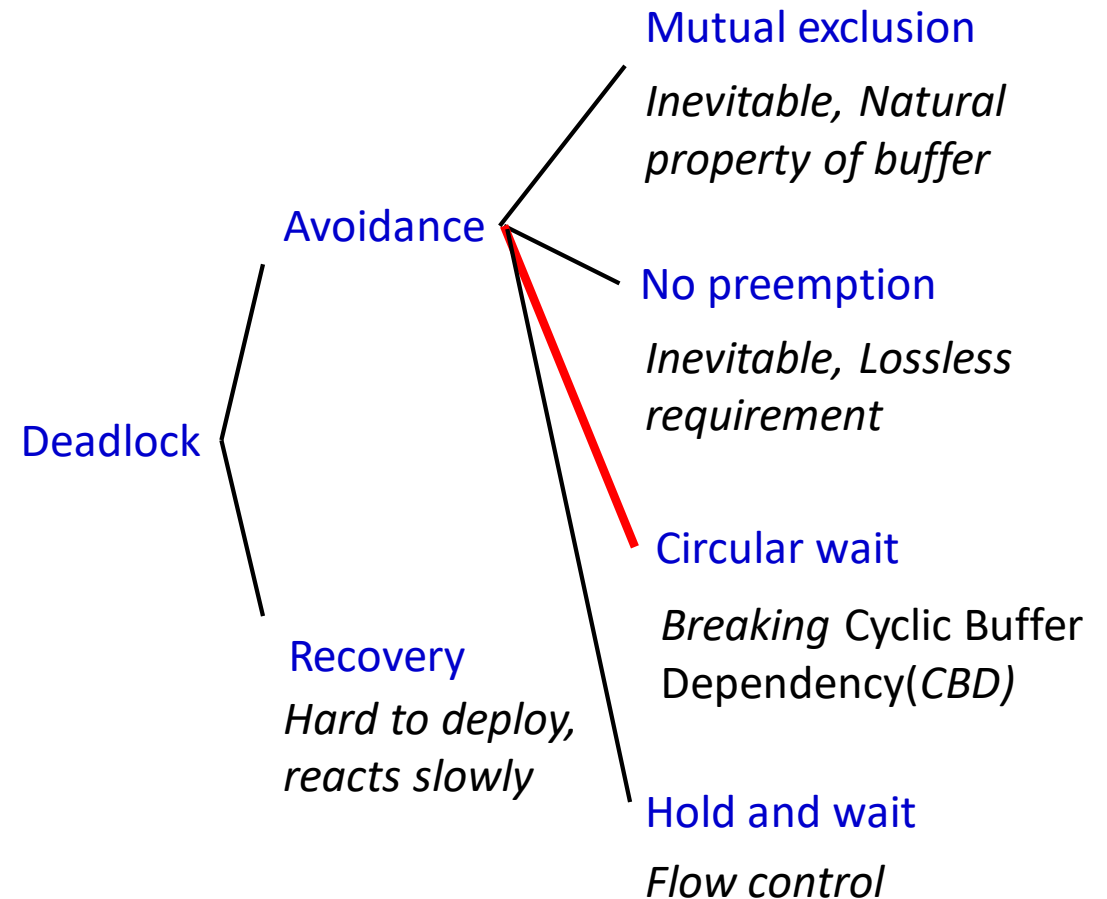 Mutual exclusion
Inevitable, Natural
property of buffer
Avoidance
No preemption
Inevitable, Lossless
requirement
Deadlock
Circular wait
Breaking Cyclic Buffer
Dependency(CBD)
Recovery
Hard to deploy,
reacts slowly
Hold and wait
Flow control